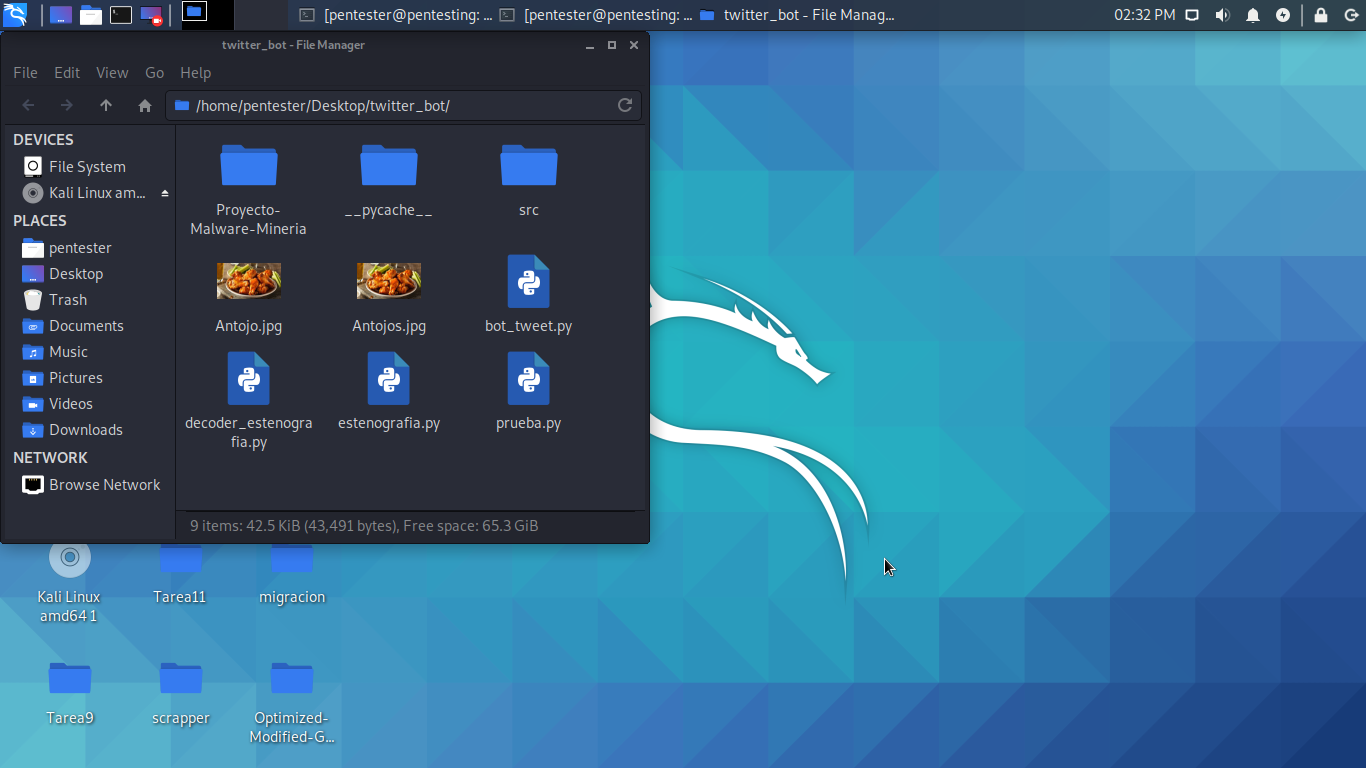 [pentester@pentesting: ...
[pentester@pentesting: ...
twitter_bot - File Manag...
02:32 PM
twitter_bot - File Manager
File Edit View Go Help
/home/pentester/Desktop/twitter_bot/
DEVICES
File System
Kali Linux am...
PLACES
pentester
Desktop
Trash
Documents
Music
Pictures
Videos
Downloads
NETWORK
Browse Network
Proyecto-
Malware-Mineria
__pycache__
src
Antojo.jpg
Antojos.jpg
bot_tweet.py
decoder_estenogra
fia.py
estenografia.py
prueba.py
9 items: 42.5 KiB (43,491 bytes), Free space: 65.3 GiB
Kali Linux
amd64 1
Tarea11
migracion
Tarea9
scrapper
Optimized-
Modified-G...